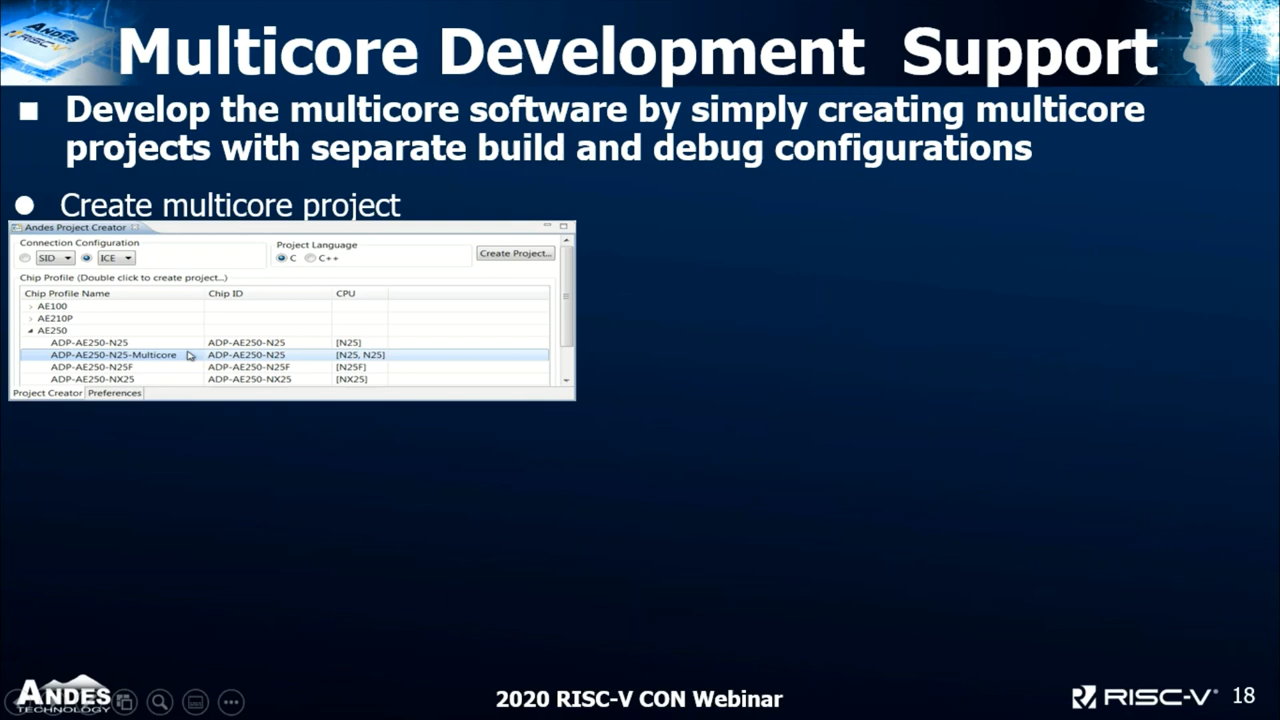 ANDES
RISC-V
Multicore Development Support
■ Develop the multicore software by simply creating multicore
projects with separate build and debug configurations
● Create multicore project
Andes Project Creator
Connection Configuration
Project Language
SID ICE
C C++
Create Project...
Chip Profile (Double click to create project...)
Chip Profile Name Chip ID CPU
AE100
AE210P
AE250
ADP-AE250-N25 ADP-AE250-N25 [N25]
ADP-AE250-N25-Multicore ADP-AE250-N25 [N25, N25]
ADP-AE250-N25F ADP-AE250-N25F [N25F]
ADP-AE250-NX25 ADP-AE250-NX25 [NX25]
Project Creator Preferences
ANDES
TECHNOLOGY
2020 RISC-V CON Webinar
RISC-V®
18